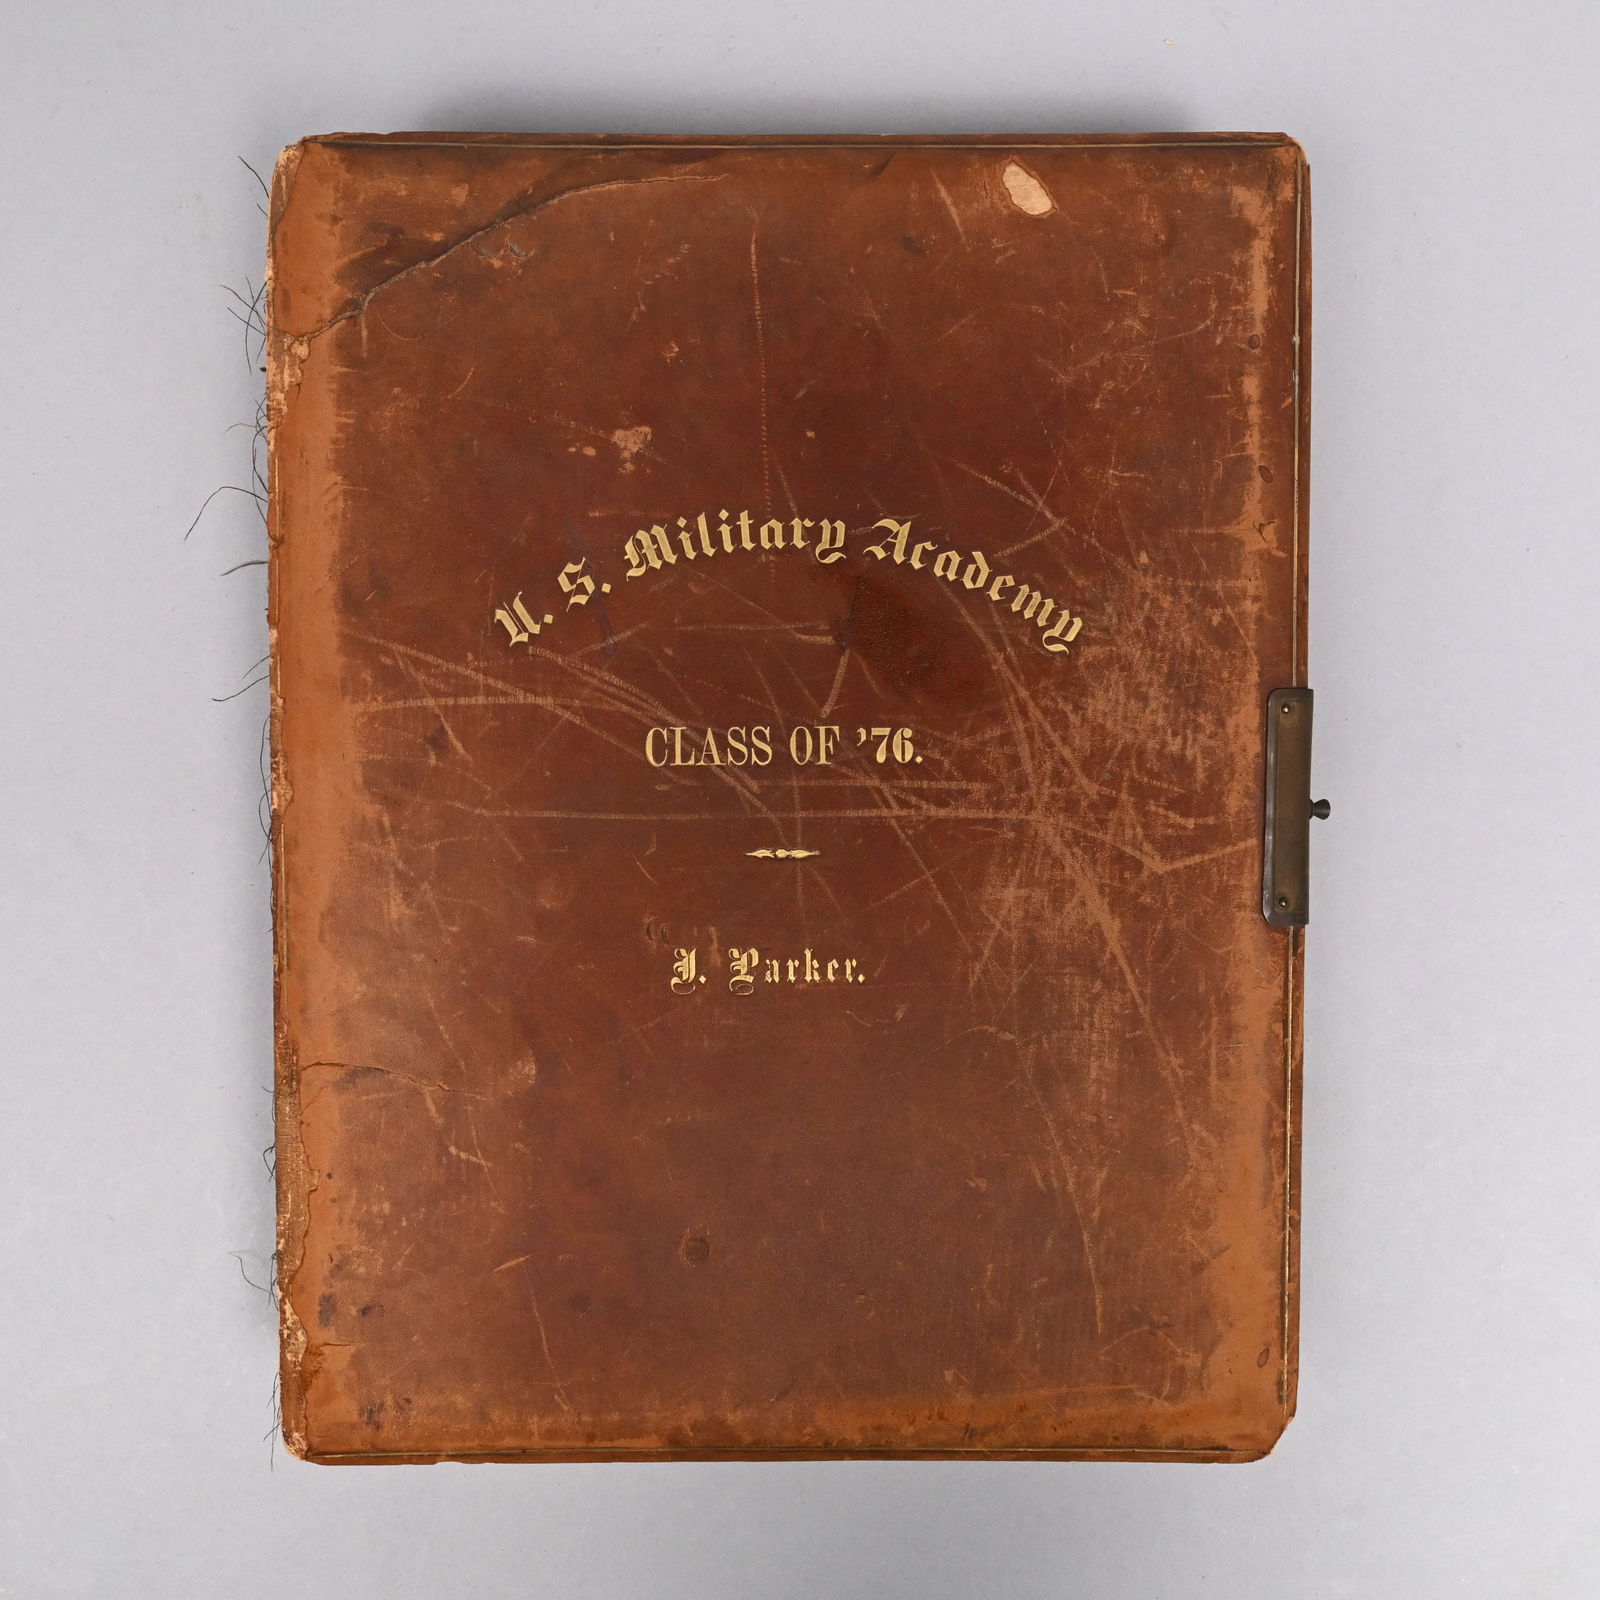 U. S. Military Academy
CLASS OF ’76.
J. Parker.